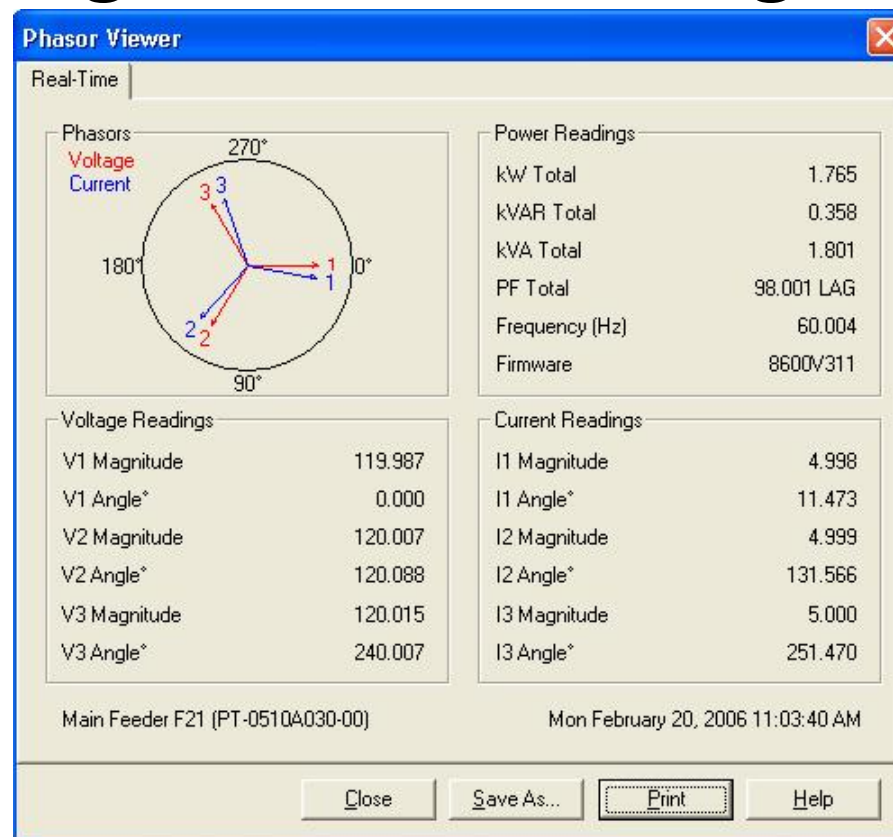 Phasor Viewer
Real-Time
Phasors
Voltage
Current
270°
3 3
180°
1
0°
1
2
2
90°
Power Readings
kW Total 1.765
kVAR Total 0.358
kVA Total 1.801
PF Total 98.001 LAG
Frequency (Hz) 60.004
Firmware 8600V311
Voltage Readings
V1 Magnitude 119.987
V1 Angle° 0.000
V2 Magnitude 120.007
V2 Angle° 120.088
V3 Magnitude 120.015
V3 Angle° 240.007
Current Readings
I1 Magnitude 4.998
I1 Angle° 11.473
I2 Magnitude 4.999
I2 Angle° 131.566
I3 Magnitude 5.000
I3 Angle° 251.470
Main Feeder F21 (PT-0510A030-00)
Mon February 20, 2006 11:03:40 AM
Close Save As... Print Help